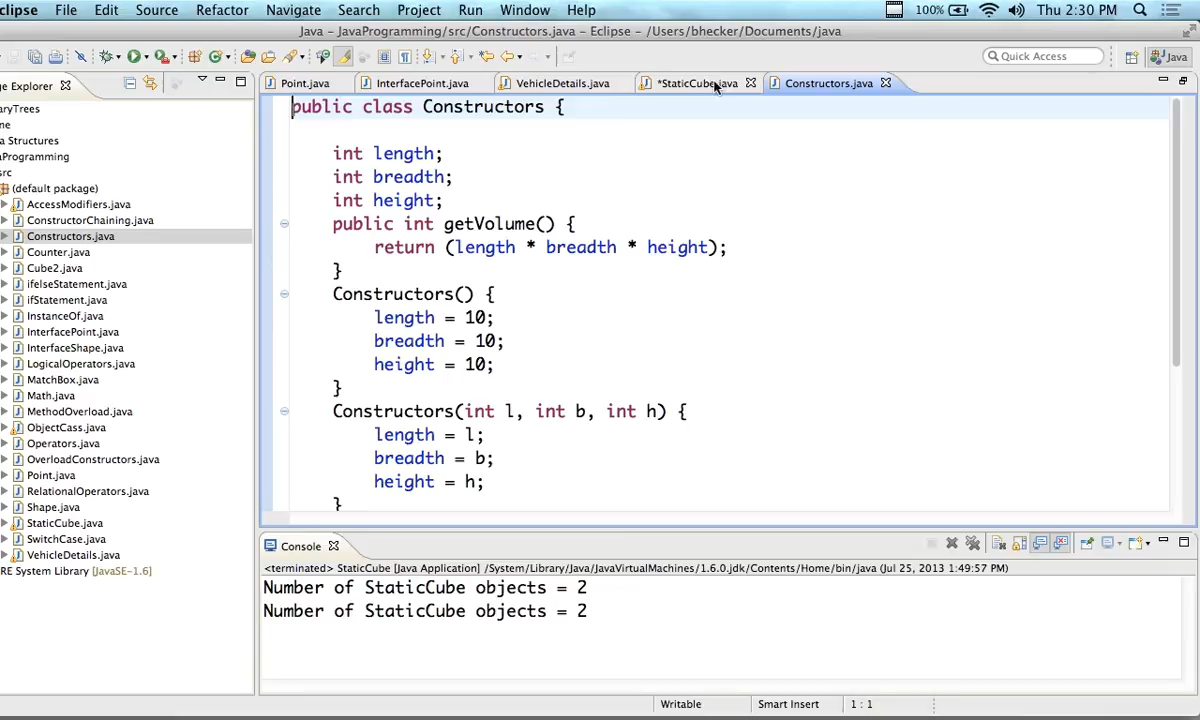 clipse File Edit Source Refactor Navigate Search Project Run Window Help 100% Thu 2:30 PM
Java – JavaProgramming/src/Constructors.java – Eclipse – /Users/bhecker/Documents/java
Quick Access Java
ge Explorer
Point.java InterfacePoint.java VehicleDetails.java *StaticCube.java Constructors.java
aryTrees
ne
a Structures
aProgramming
rc
(default package)
AccessModifiers.java
ConstructorChaining.java
Constructors.java
Counter.java
Cube2.java
ifelseStatement.java
ifStatement.java
InstanceOf.java
InterfacePoint.java
InterfaceShape.java
LogicalOperators.java
MatchBox.java
Math.java
MethodOverload.java
ObjectCass.java
Operators.java
OverloadConstructors.java
Point.java
RelationalOperators.java
Shape.java
StaticCube.java
SwitchCase.java
VehicleDetails.java
RE System Library [JavaSE-1.6]
public class Constructors {
int length;
int breadth;
int height;
public int getVolume() {
return (length * breadth * height);
}
Constructors() {
length = 10;
breadth = 10;
height = 10;
}
Constructors(int l, int b, int h) {
length = l;
breadth = b;
height = h;
}
Console
<terminated> StaticCube [Java Application] /System/Library/Java/JavaVirtualMachines/1.6.0.jdk/Contents/Home/bin/java (Jul 25, 2013 1:49:57 PM)
Number of StaticCube objects = 2
Number of StaticCube objects = 2
Writable Smart Insert 1 : 1